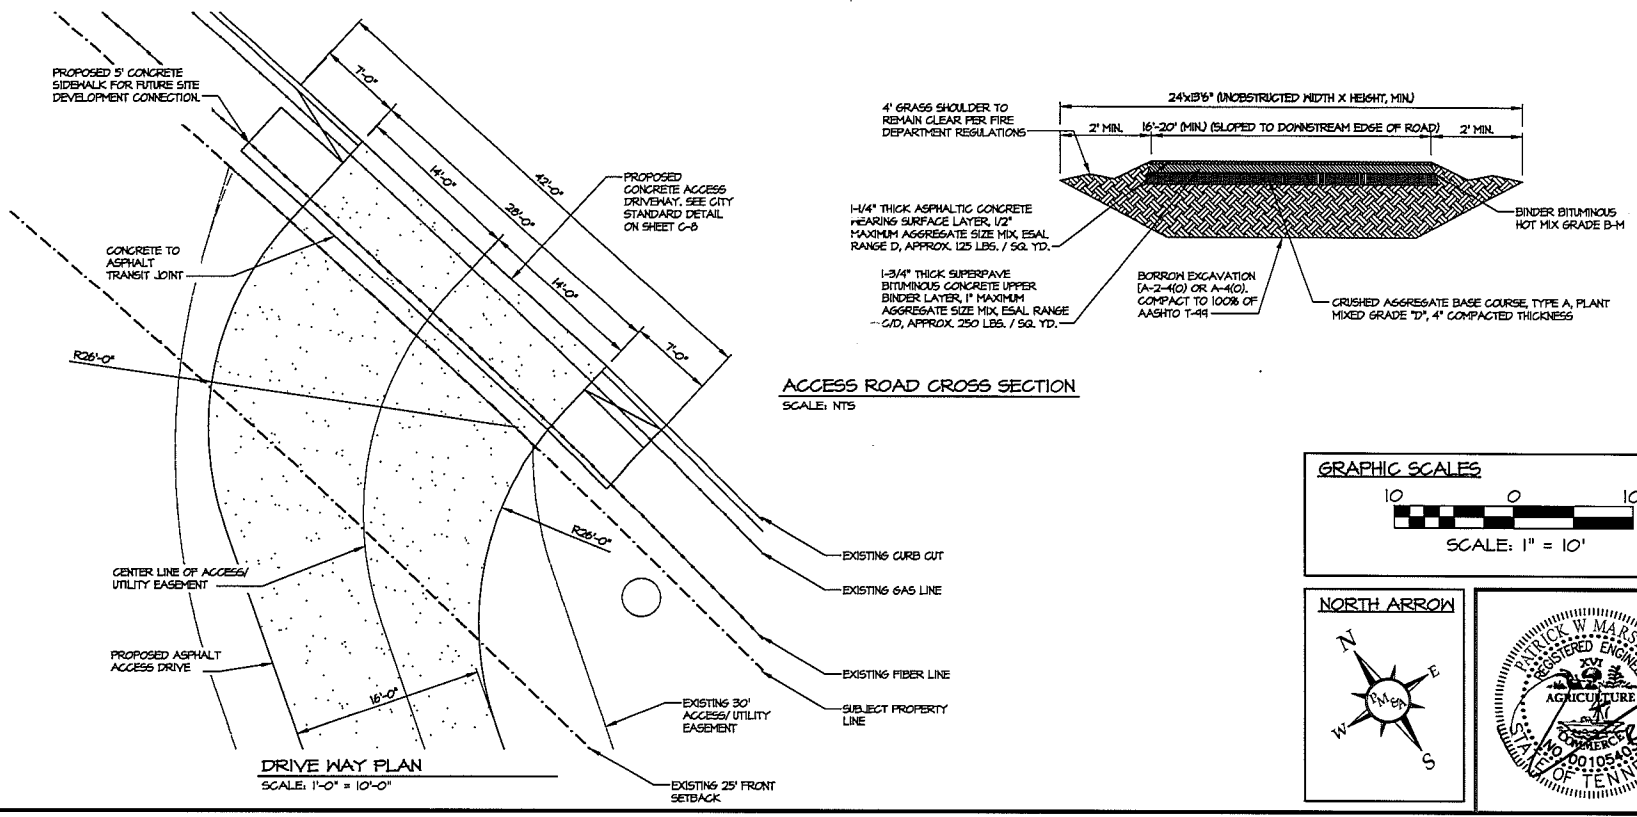 PROPOSED 5' CONCRETE
SIDEWALK FOR FUTURE SITE
DEVELOPMENT CONNECTION.
7'-0"
14'-0"
28'-0"
42'-0"
14'-0"
7'-0"
PROPOSED
CONCRETE ACCESS
DRIVEWAY. SEE CITY
STANDARD DETAIL
ON SHEET C-8
CONCRETE TO
ASPHALT
TRANSIT JOINT
R26'-0"
R26'-0"
CENTER LINE OF ACCESS/
UTILITY EASEMENT
PROPOSED ASPHALT
ACCESS DRIVE
16'-0"
EXISTING CURB CUT
EXISTING GAS LINE
EXISTING FIBER LINE
SUBJECT PROPERTY
LINE
EXISTING 30'
ACCESS/ UTILITY
EASEMENT
EXISTING 25' FRONT
SETBACK
DRIVE WAY PLAN
SCALE: 1'-0" = 10'-0"
24'x13'6" (UNOBSTRUCTED WIDTH X HEIGHT, MIN.)
4' GRASS SHOULDER TO
REMAIN CLEAR PER FIRE
DEPARTMENT REGULATIONS
2' MIN.
16'-20' (MIN.) (SLOPED TO DOWNSTREAM EDGE OF ROAD)
2' MIN.
1-1/4" THICK ASPHALTIC CONCRETE
WEARING SURFACE LAYER, 1/2"
MAXIMUM AGGREGATE SIZE MIX, ESAL
RANGE D, APPROX. 125 LBS. / SQ. YD.
1-3/4" THICK SUPERPAVE
BITUMINOUS CONCRETE UPPER
BINDER LAYER, 1" MAXIMUM
AGGREGATE SIZE MIX, ESAL RANGE
C/D, APPROX. 250 LBS. / SQ. YD.
BORROW EXCAVATION
[A-2-4(0) OR A-4(0).
COMPACT TO 100% OF
AASHTO T-99
BINDER BITUMINOUS
HOT MIX GRADE B-M
CRUSHED AGGREGATE BASE COURSE, TYPE A, PLANT
MIXED GRADE "D", 4" COMPACTED THICKNESS
ACCESS ROAD CROSS SECTION
SCALE: NTS
GRAPHIC SCALES
10 0 10
SCALE: 1" = 10'
NORTH ARROW
N
E
W
S
PATRICK W MARS
REGISTERED ENGINE
XVI
AGRICULTURE
COMMERCE
STATE OF TENNE